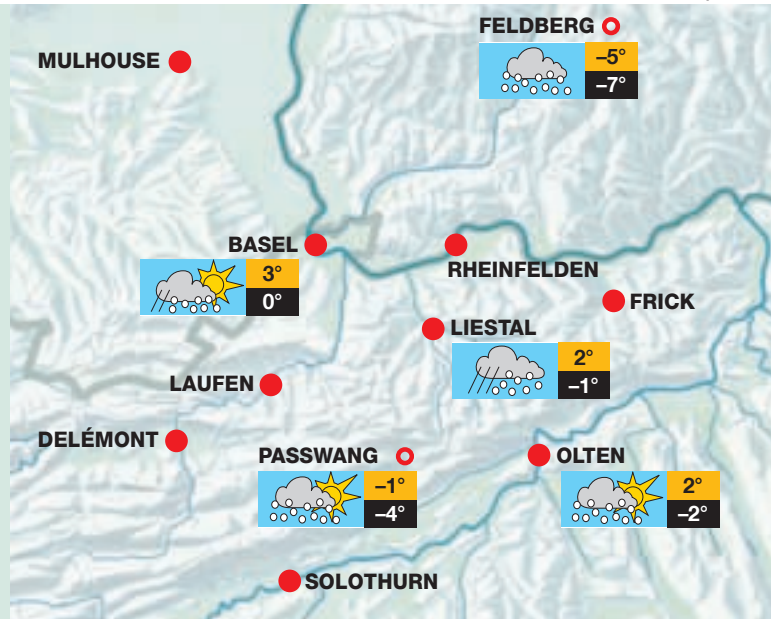 FELDBERG
–5°
–7°
MULHOUSE
BASEL
3°
0°
RHEINFELDEN
FRICK
LIESTAL
2°
–1°
LAUFEN
DELÉMONT
PASSWANG
–1°
–4°
OLTEN
2°
–2°
SOLOTHURN